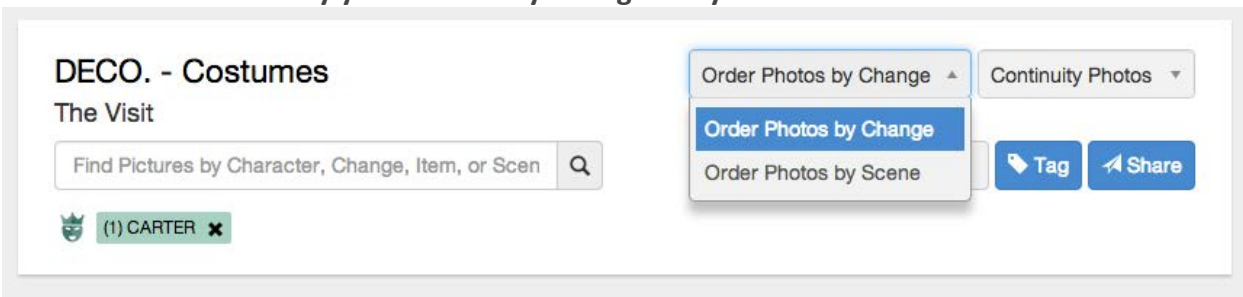 DECO. - Costumes
The Visit
Order Photos by Change
Continuity Photos
Order Photos by Change
Order Photos by Scene
Find Pictures by Character, Change, Item, or Scen
Tag
Share
(1) CARTER